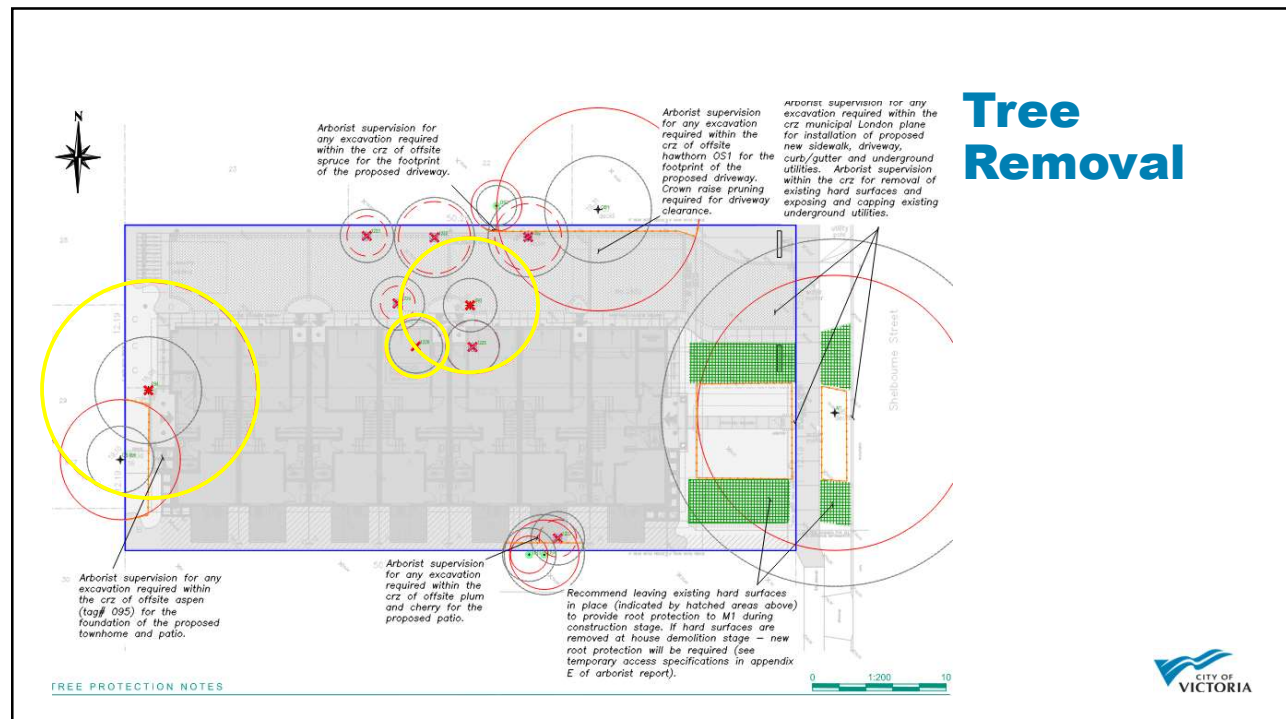 Tree
Removal
N
Arborist supervision for
any excavation required
within the crz of offsite
spruce for the footprint
of the proposed driveway.
Arborist supervision
for any excavation
required within the
crz of offsite
hawthorn OS1 for the
footprint of the
proposed driveway.
Crown raise pruning
required for driveway
clearance.
Arborist supervision for any
excavation required within the
crz municipal London plane
for installation of proposed
new sidewalk, driveway,
curb/gutter and underground
utilities. Arborist supervision
within the crz for removal of
existing hard surfaces and
exposing and capping existing
underground utilities.
Shelbourne Street
Arborist supervision for any
excavation required within
the crz of offsite aspen
(tag# 095) for the
foundation of the proposed
townhome and patio.
Arborist supervision
for any excavation
required within the
crz of offsite plum
and cherry for the
proposed patio.
Recommend leaving existing hard surfaces
in place (indicated by hatched areas above)
to provide root protection to M1 during
construction stage. If hard surfaces are
removed at house demolition stage – new
root protection will be required (see
temporary access specifications in appendix
E of arborist report).
TREE PROTECTION NOTES
0 1:200 10
CITY OF
VICTORIA